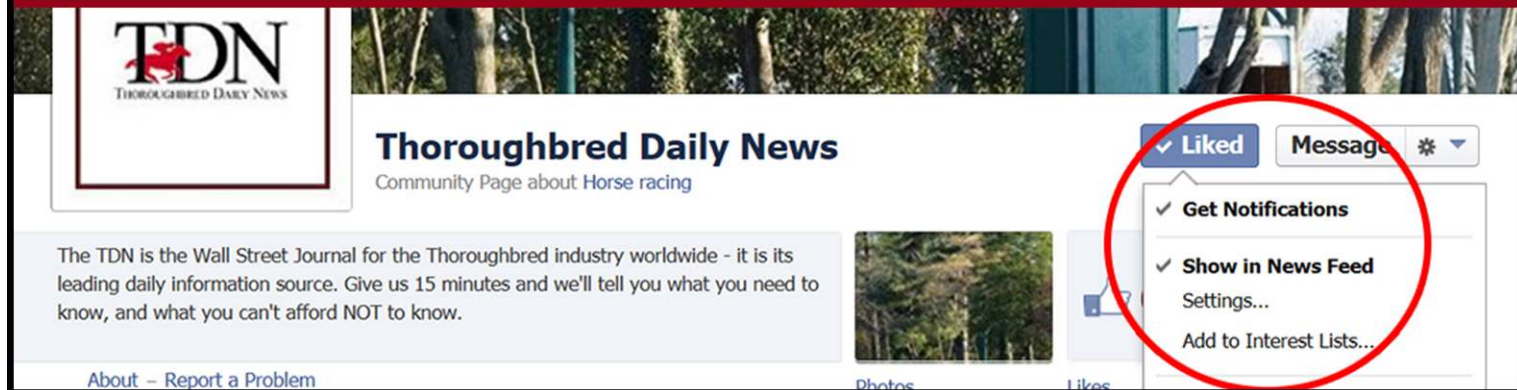 TDN
THOROUGHBRED DAILY NEWS
Thoroughbred Daily News
Community Page about Horse racing
Liked
Message
Get Notifications
Show in News Feed
Settings...
Add to Interest Lists...
The TDN is the Wall Street Journal for the Thoroughbred industry worldwide - it is its
leading daily information source. Give us 15 minutes and we'll tell you what you need to
know, and what you can't afford NOT to know.
About – Report a Problem
Photos
Likes